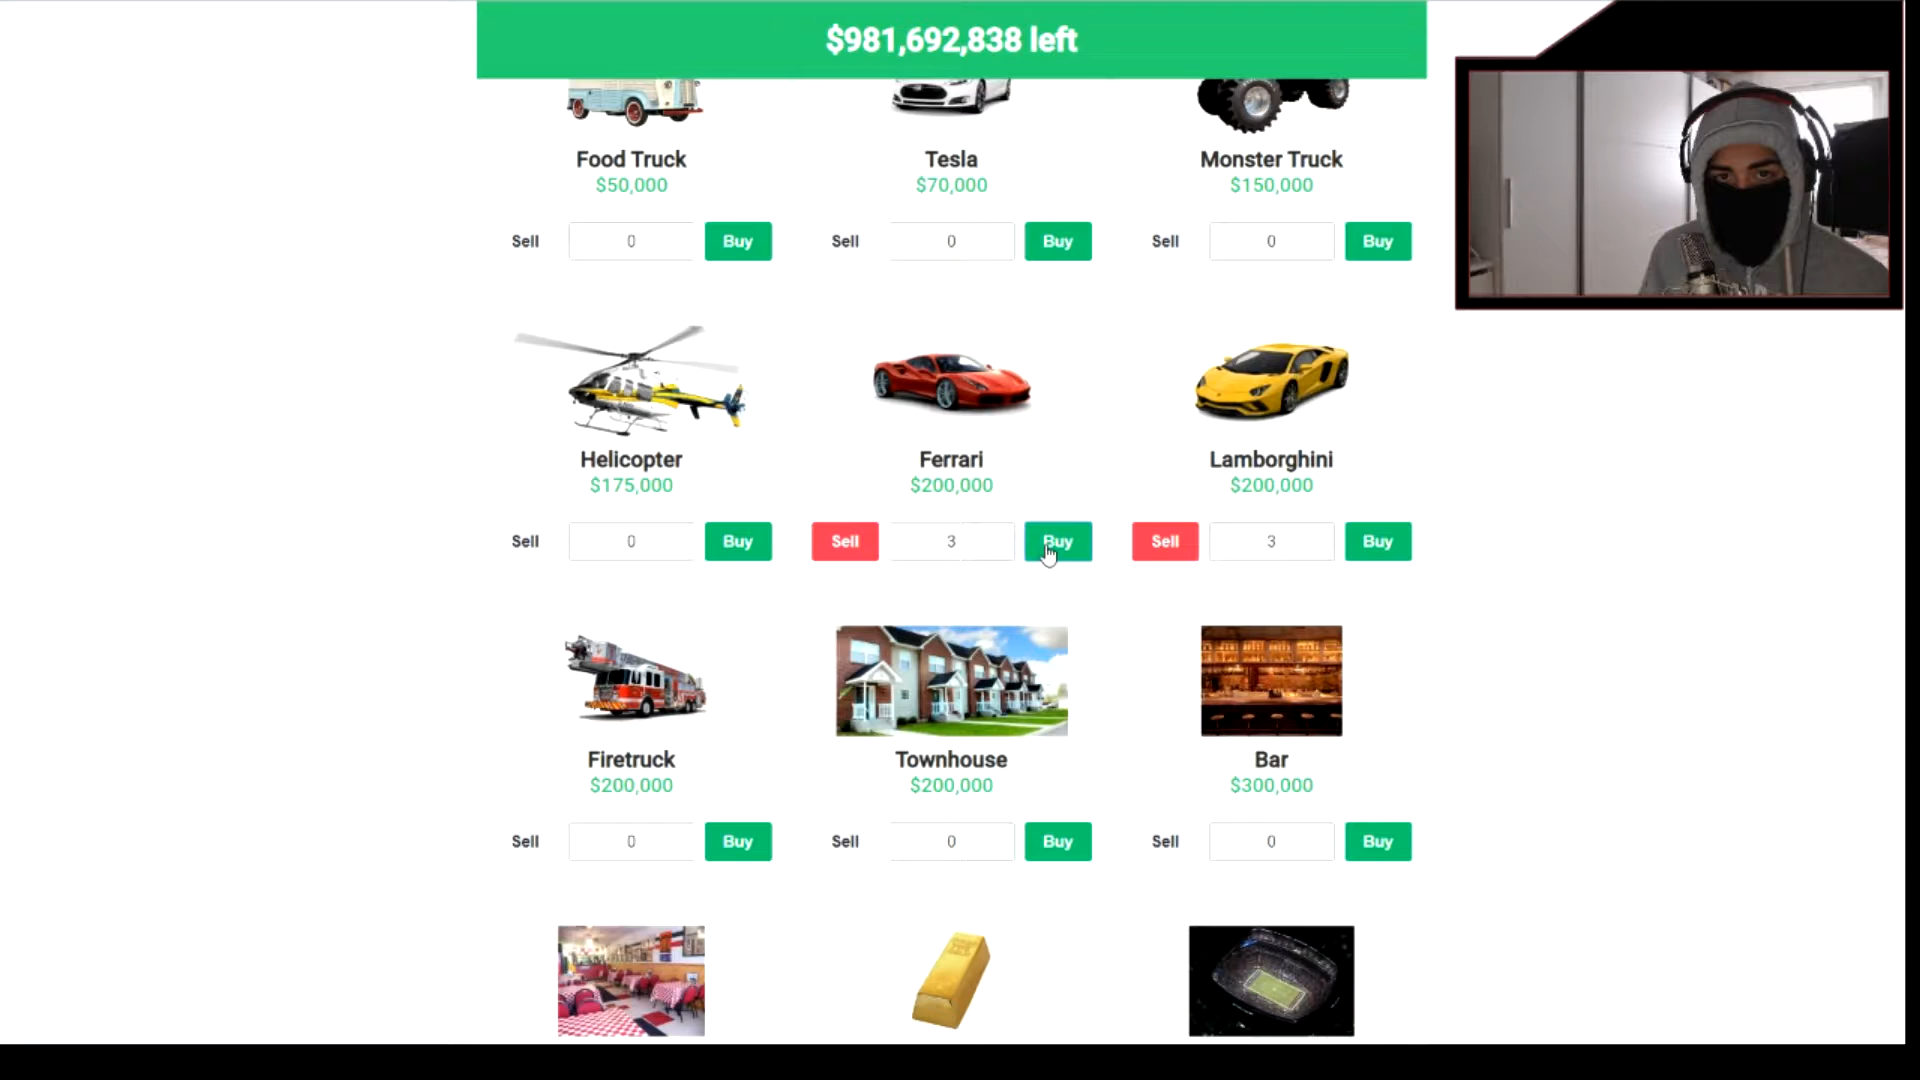 $981,692,838 left
Food Truck
$50,000
Sell 0 Buy
Tesla
$70,000
Sell 0 Buy
Monster Truck
$150,000
Sell 0 Buy
Helicopter
$175,000
Sell 0 Buy
Ferrari
$200,000
Sell 3 Buy
Lamborghini
$200,000
Sell 3 Buy
Firetruck
$200,000
Sell 0 Buy
Townhouse
$200,000
Sell 0 Buy
Bar
$300,000
Sell 0 Buy